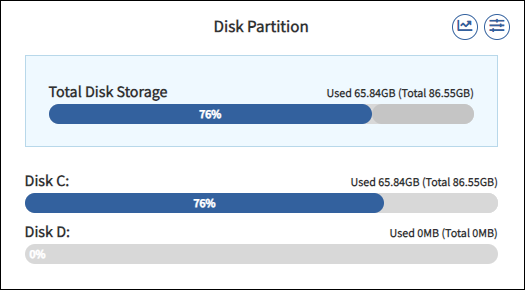 Disk Partition
Total Disk Storage Used 65.84GB (Total 86.55GB)
76%
Disk C: Used 65.84GB (Total 86.55GB)
76%
Disk D: Used 0MB (Total 0MB)
0%